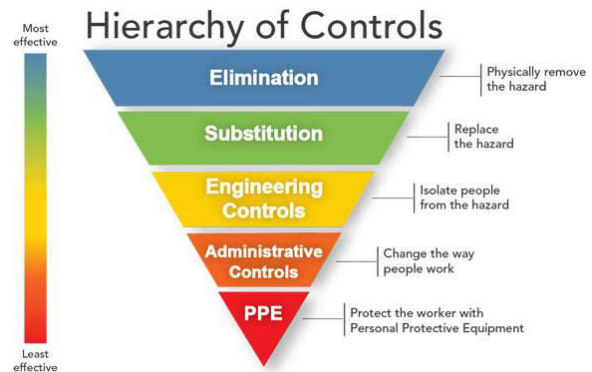 Hierarchy of Controls
Most
effective
Elimination
Physically remove
the hazard
Substitution
Replace
the hazard
Engineering
Controls
Isolate people
from the hazard
Administrative
Controls
Change the way
people work
PPE
Protect the worker with
Personal Protective Equipment
Least
effective